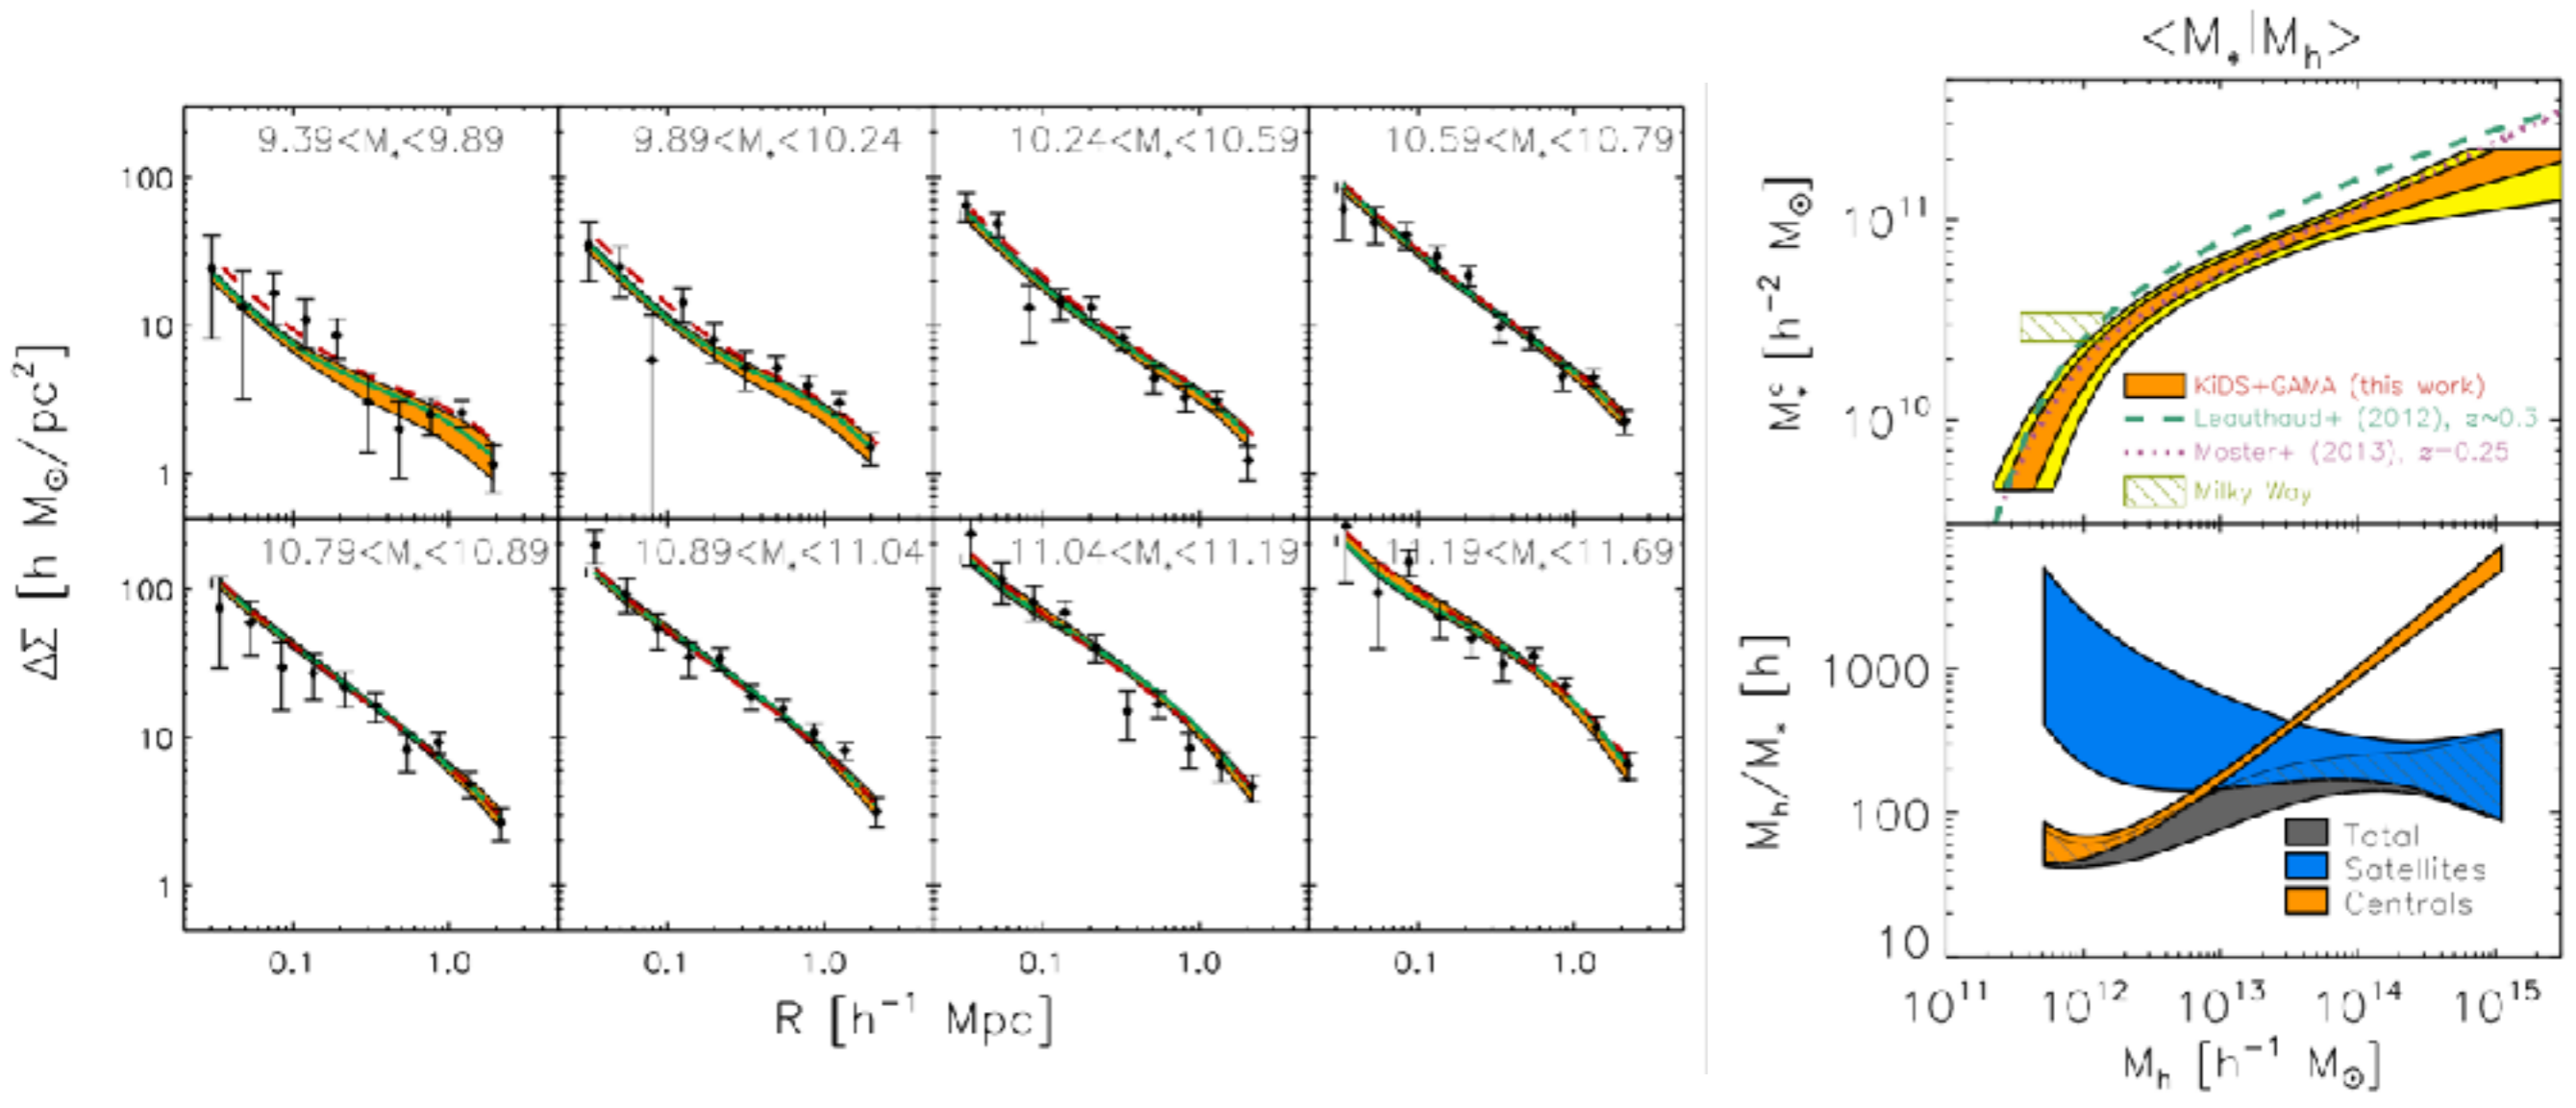 9.39<M*<9.89
9.89<M*<10.24
10.24<M*<10.59
10.59<M*<10.79
100
10
1
ΔΣ [h M⊙/pc²]
10.79<M*<10.89
10.89<M*<11.04
11.04<M*<11.19
11.19<M*<11.69
100
10
1
0.1 1.0 0.1 1.0 0.1 1.0 0.1 1.0
R [h⁻¹ Mpc]
<M*|Mₕ>
10¹¹
10¹⁰
M*ᶜ [h⁻² M⊙]
KiDS+GAMA (this work)
Leauthaud+ (2012), z~0.3
Moster+ (2013), z=0.25
Milky Way
1000
100
10
Mₕ/M* [h]
Total
Satellites
Centrals
10¹¹ 10¹² 10¹³ 10¹⁴ 10¹⁵
Mₕ [h⁻¹ M⊙]